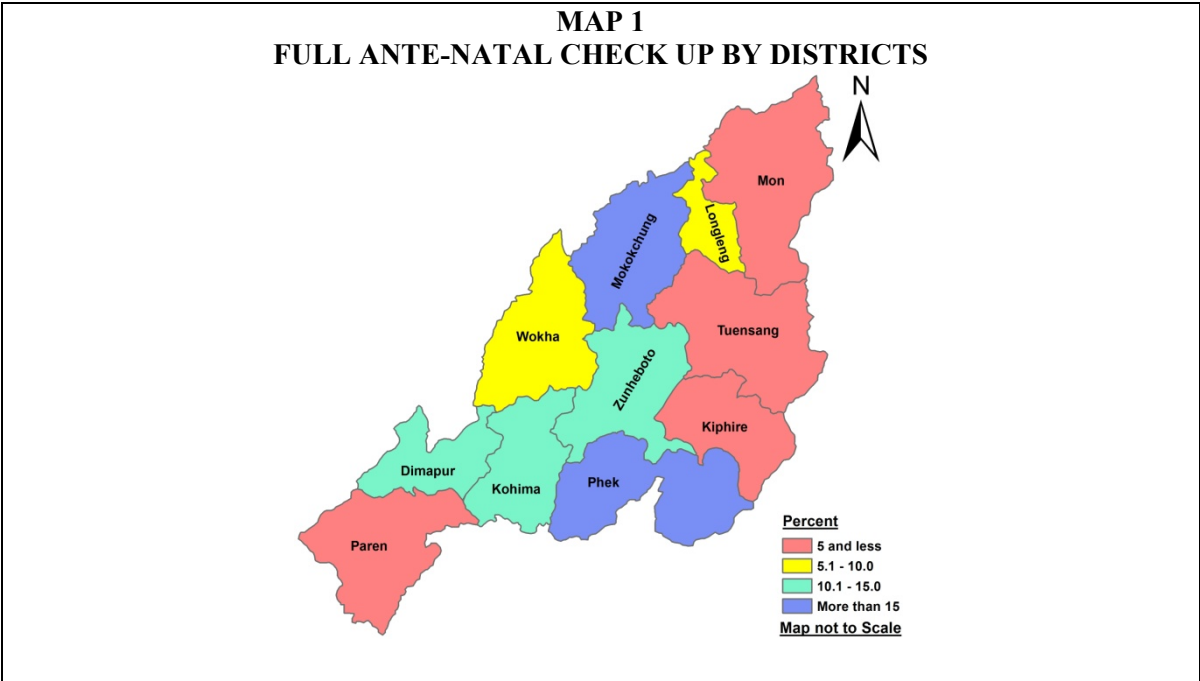 MAP 1
FULL ANTE-NATAL CHECK UP BY DISTRICTS
N
Mon
Longleng
Mokokchung
Tuensang
Wokha
Zunheboto
Kiphire
Dimapur
Kohima
Phek
Paren
Percent
5 and less
5.1 - 10.0
10.1 - 15.0
More than 15
Map not to Scale